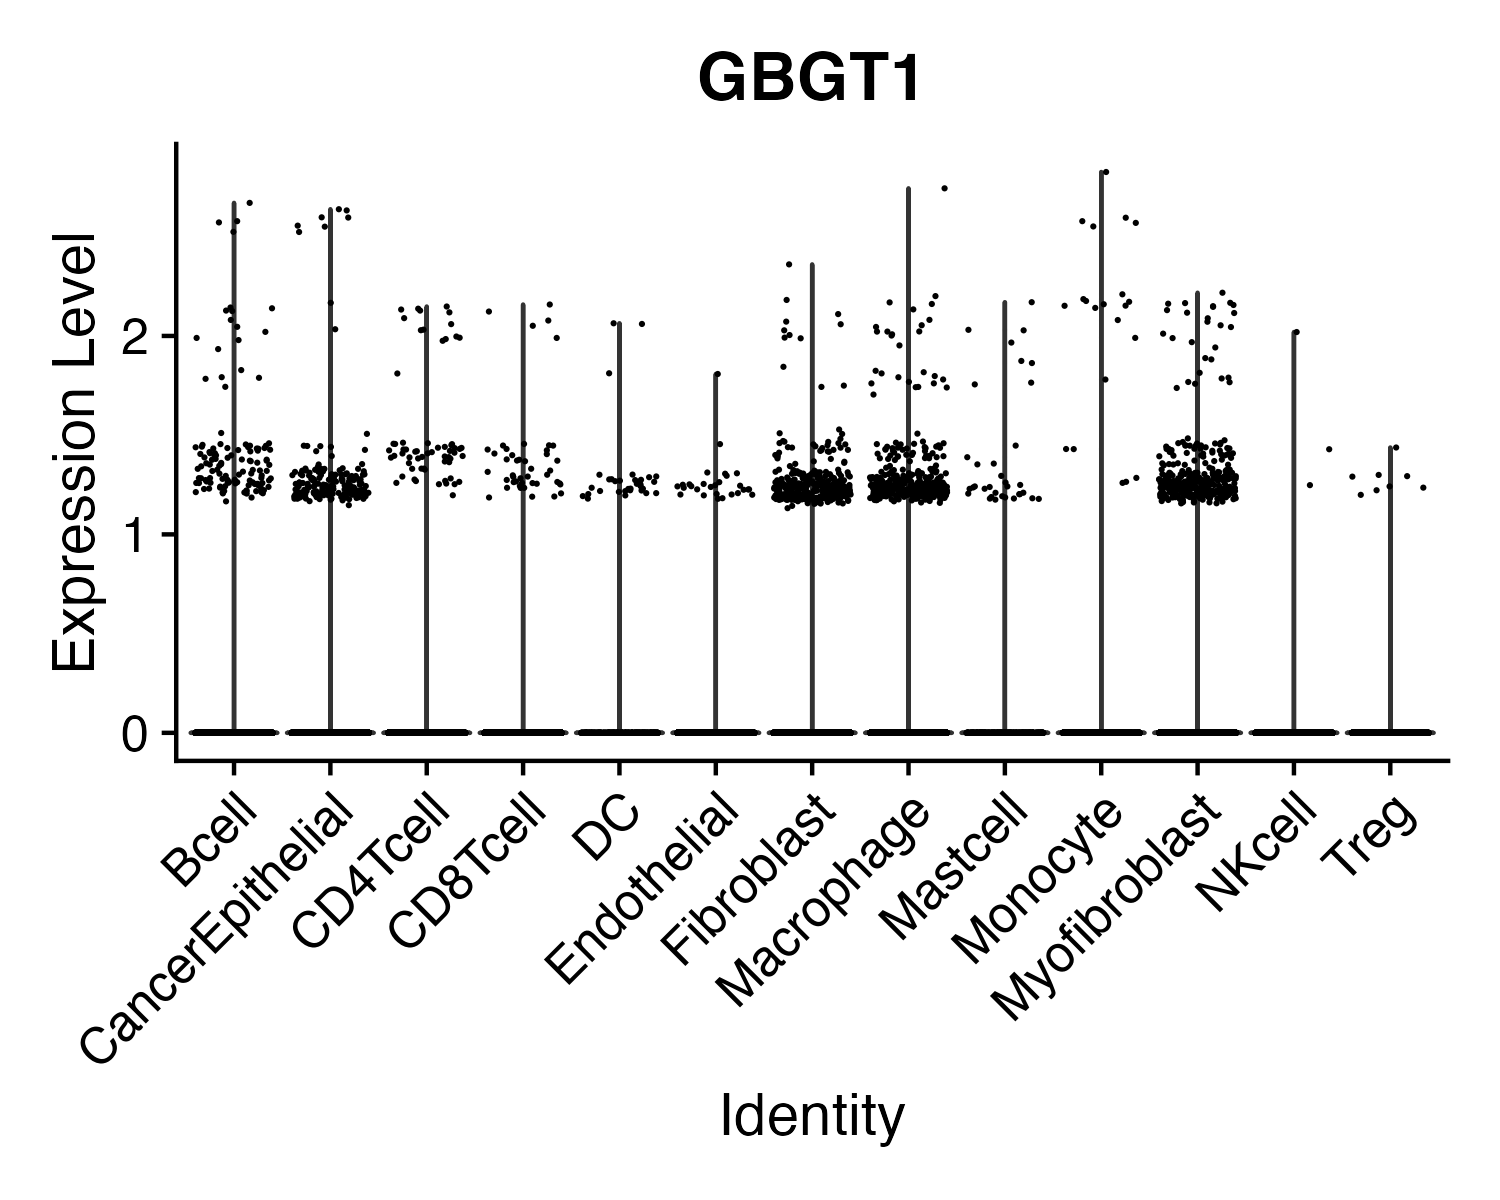 GBGT1
Expression Level
2
1
0
Bcell
CancerEpithelial
CD4Tcell
CD8Tcell
DC
Endothelial
Fibroblast
Macrophage
Mastcell
Monocyte
Myofibroblast
NKcell
Treg
Identity